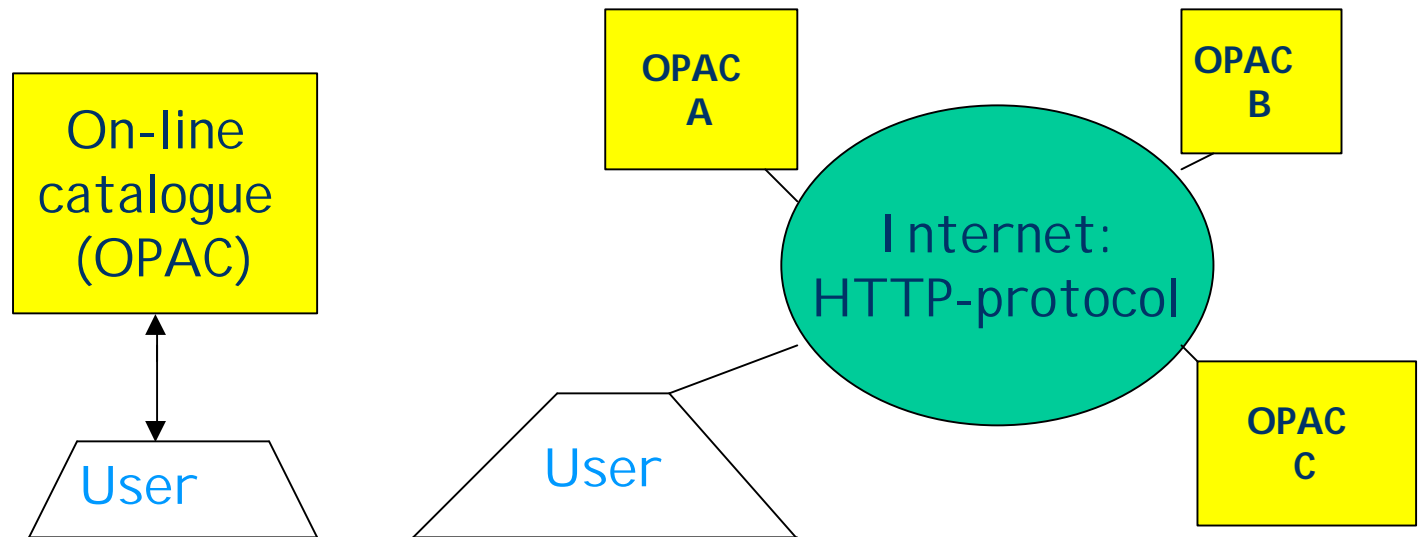 On-line
catalogue
(OPAC)
User
OPAC
A
OPAC
B
Internet:
HTTP-protocol
User
OPAC
C